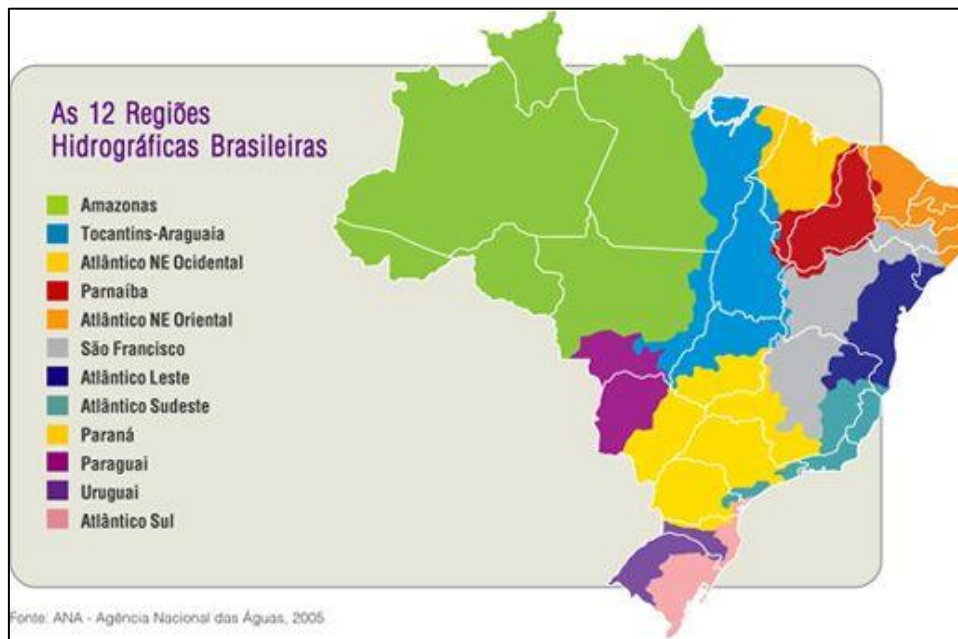 As 12 Regiões
Hidrográficas Brasileiras
Amazonas
Tocantins-Araguaia
Atlântico NE Ocidental
Parnaíba
Atlântico NE Oriental
São Francisco
Atlântico Leste
Atlântico Sudeste
Paraná
Paraguai
Uruguai
Atlântico Sul
Fonte: ANA - Agência Nacional das Águas, 2005